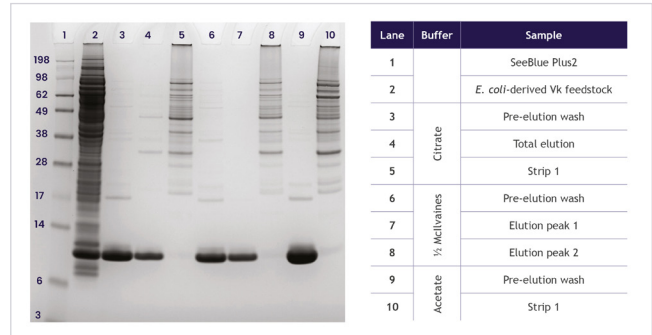 1 2 3 4 5 6 7 8 9 10
198
98
62
49
38
28
17
14
6
3
Lane Buffer Sample
1 SeeBlue Plus2
2 E. coli-derived Vk feedstock
Citrate
3 Pre-elution wash
4 Total elution
5 Strip 1
½ McIlvaines
6 Pre-elution wash
7 Elution peak 1
8 Elution peak 2
Acetate
9 Pre-elution wash
10 Strip 1